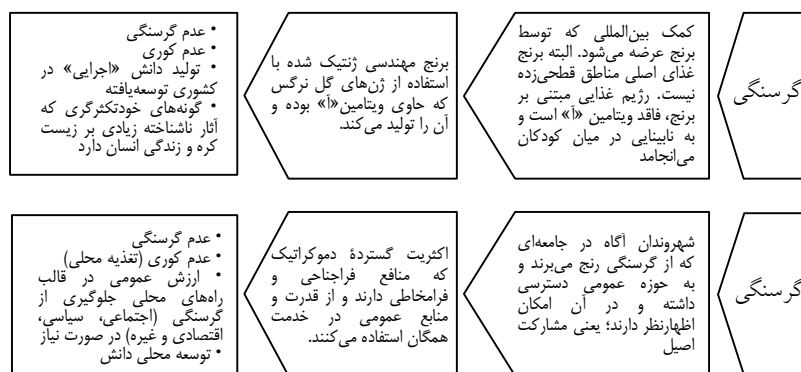 گرسنگی
کمک بین‌المللی که توسط
برنج عرضه می‌شود. البته برنج
غذای اصلی مناطق قطحی‌زده
نیست. رژیم غذایی مبتنی بر
برنج، فاقد ویتامین «آ» است و
به نابینایی در میان کودکان
می‌انجامد
برنج مهندسی ژنتیک شده با
استفاده از ژن‌های گل نرگس
که حاوی ویتامین«آ» بوده و
آن را تولید می‌کند.
• عدم گرسنگی
• عدم کوری
• تولید دانش «اجرایی» در
کشوری توسعه‌یافته
• گونه‌های خودتکثرگری که
آثار ناشناخته زیادی بر زیست
کره و زندگی انسان دارد
گرسنگی
شهروندان آگاه در جامعه‌ای
که از گرسنگی رنج می‌برند و
به حوزه عمومی دسترسی
داشته و در آن امکان
اظهارنظر دارند؛ یعنی مشارکت
اصیل
اکثریت گستردهٔ دموکراتیک
که منافع فراجناحی و
فرامخاطی دارند و از قدرت و
منابع عمومی در خدمت
همگان استفاده می‌کنند.
• عدم گرسنگی
• عدم کوری (تغذیه محلی)
• ارزش عمومی در قالب
راه‌های محلی جلوگیری از
گرسنگی (اجتماعی، سیاسی،
اقتصادی و غیره) در صورت نیاز
• توسعه محلی دانش